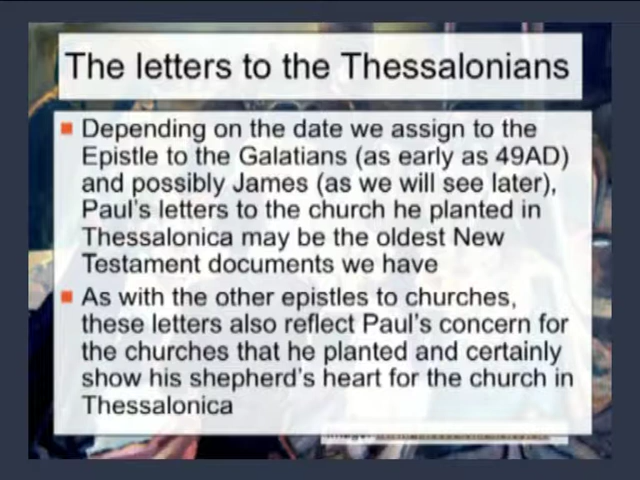 The letters to the Thessalonians
Depending on the date we assign to the
Epistle to the Galatians (as early as 49AD)
and possibly James (as we will see later),
Paul's letters to the church he planted in
Thessalonica may be the oldest New
Testament documents we have
As with the other epistles to churches,
these letters also reflect Paul's concern for
the churches that he planted and certainly
show his shepherd's heart for the church in
Thessalonica